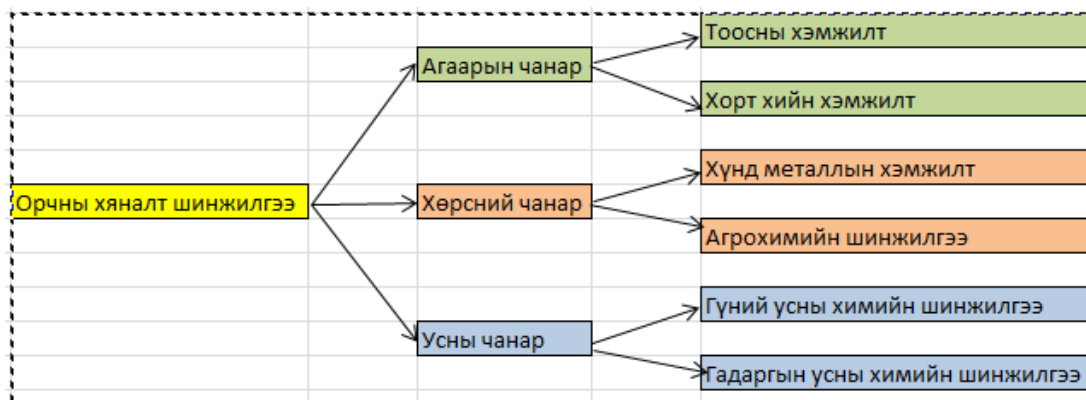 Орчны хяналт шинжилгээ
Агаарын чанар
Тоосны хэмжилт
Хорт хийн хэмжилт
Хөрсний чанар
Хүнд металлын хэмжилт
Агрохимийн шинжилгээ
Усны чанар
Гүний усны химийн шинжилгээ
Гадаргын усны химийн шинжилгээ